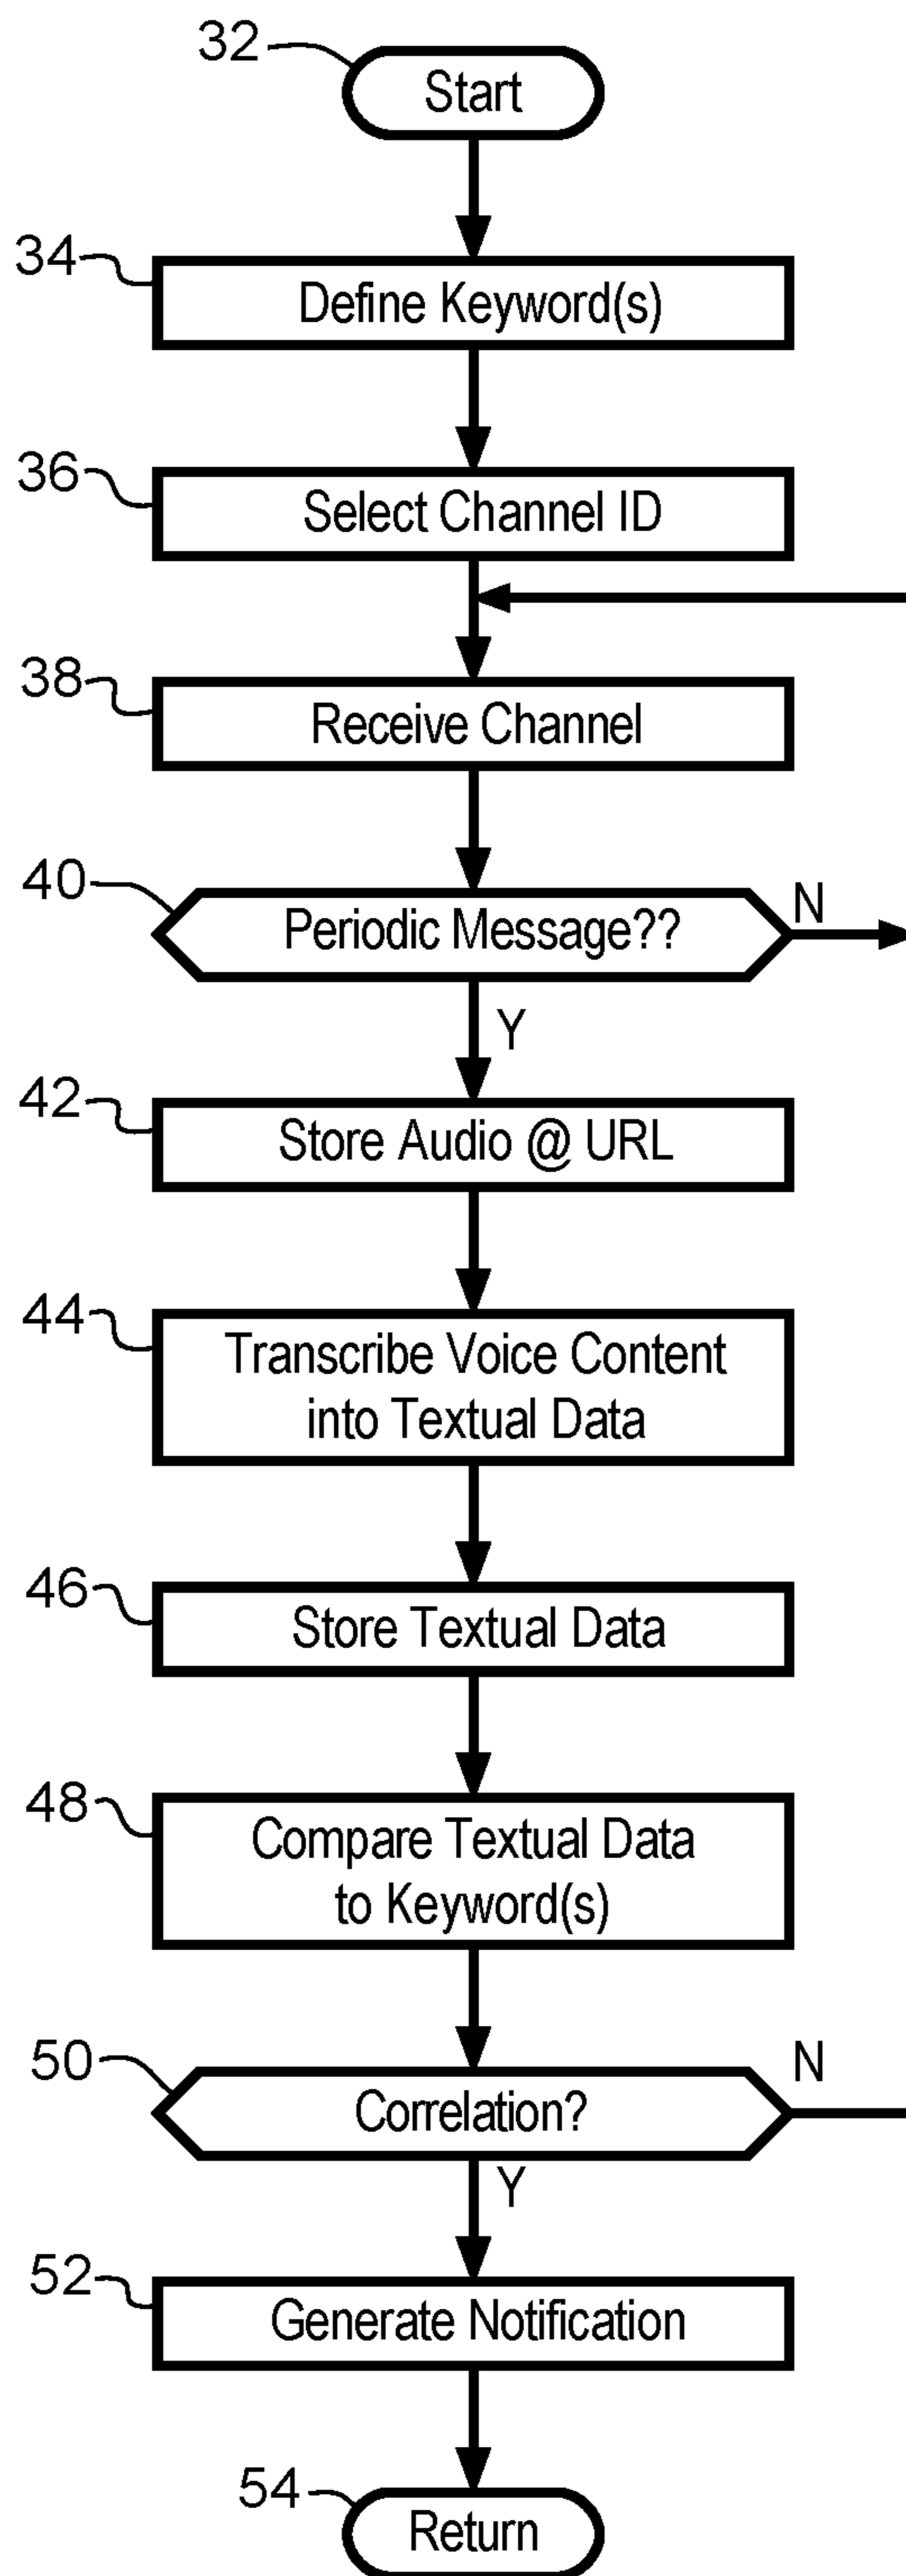 32
Start
34
Define Keyword(s)
36
Select Channel ID
38
Receive Channel
40
Periodic Message??
N
Y
42
Store Audio @ URL
44
Transcribe Voice Content
into Textual Data
46
Store Textual Data
48
Compare Textual Data
to Keyword(s)
50
Correlation?
N
Y
52
Generate Notification
54
Return